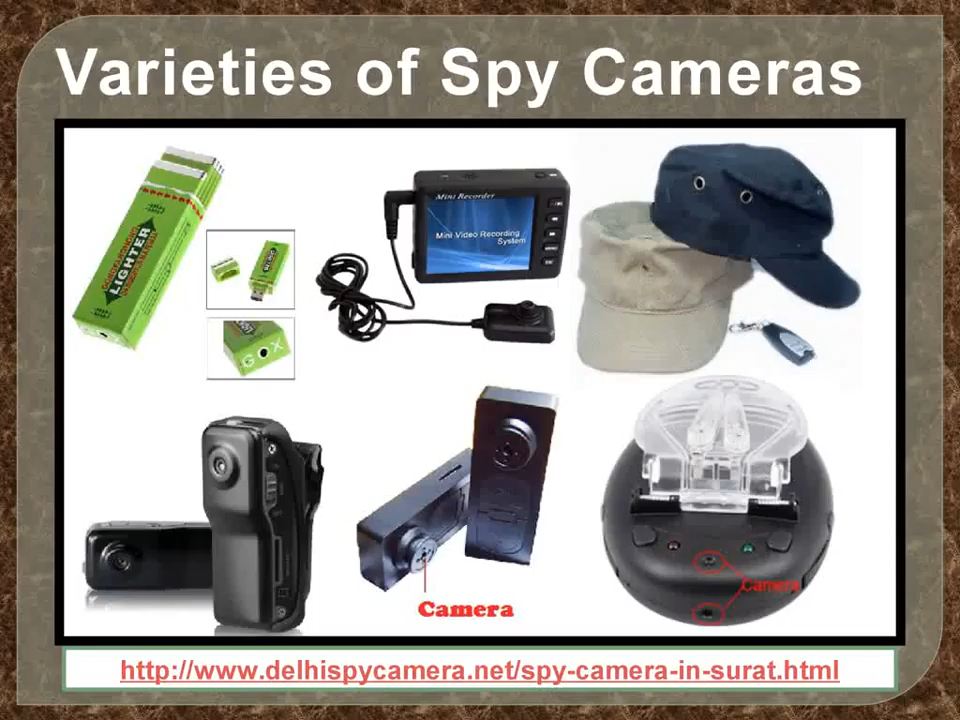 Varieties of Spy Cameras
LIGHTER
Mini Recorder
Mini Video Recording
System
G O X
Camera
Camera
http://www.delhispycamera.net/spy-camera-in-surat.html